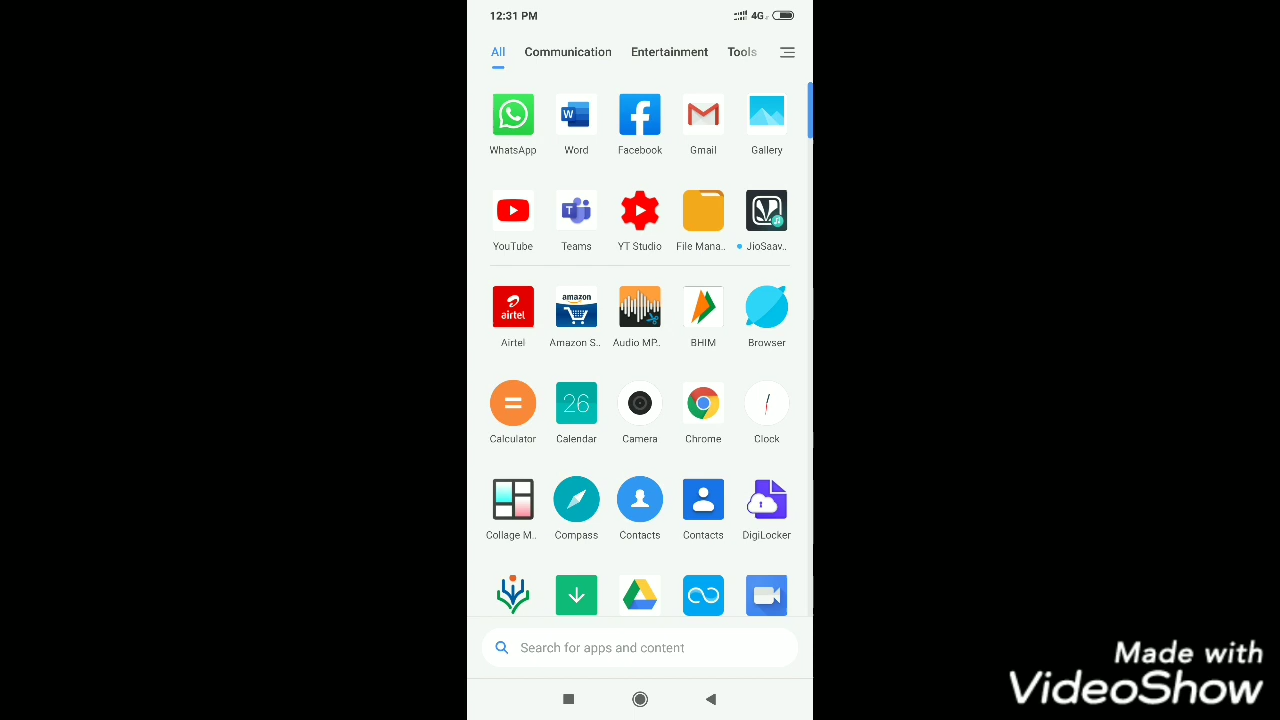 12:31 PM 4G
All Communication Entertainment Tools
WhatsApp Word Facebook Gmail Gallery
YouTube Teams YT Studio File Mana.. JioSaav..
airtel amazon
Airtel Amazon S.. Audio MP.. BHIM Browser
26
Calculator Calendar Camera Chrome Clock
Collage M.. Compass Contacts Contacts DigiLocker
Search for apps and content
Made with
VideoShow